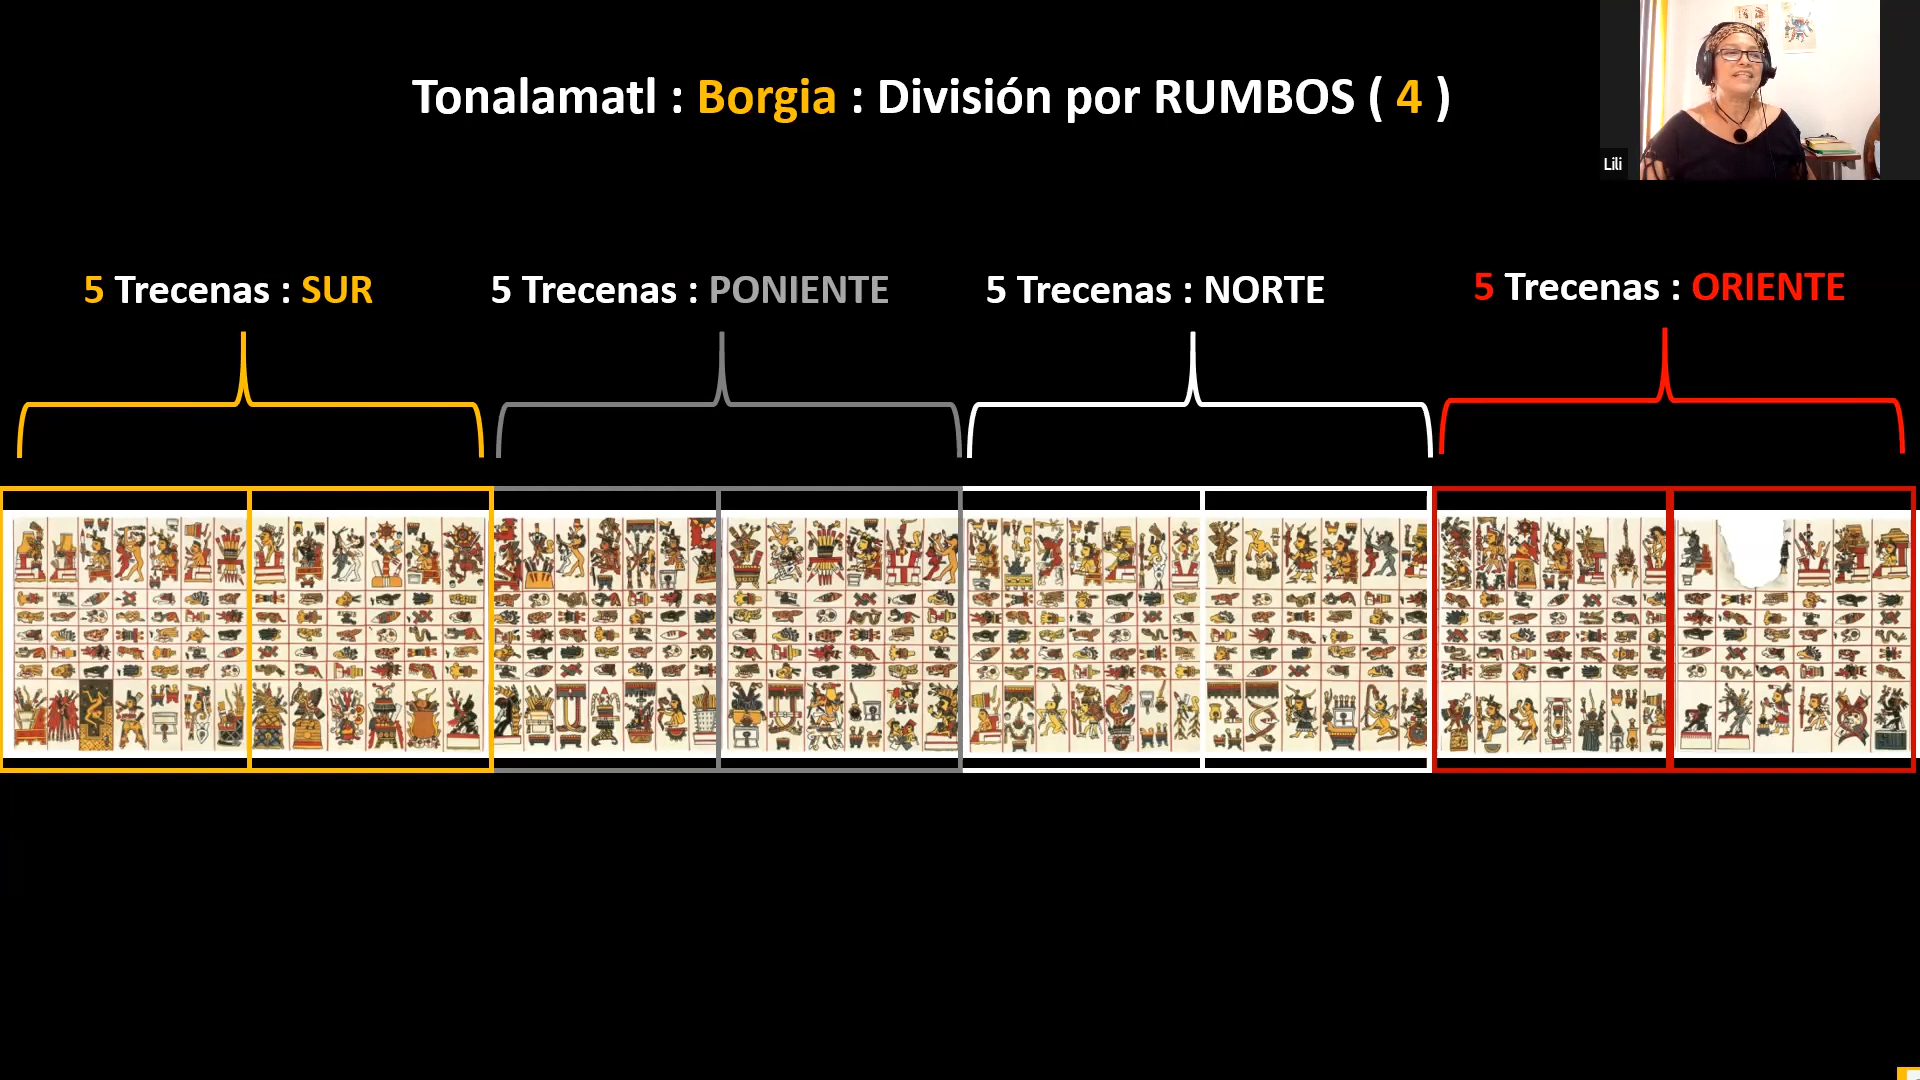 Tonalamatl : Borgia : División por RUMBOS ( 4 )
Lili
5 Trecenas : SUR
5 Trecenas : PONIENTE
5 Trecenas : NORTE
5 Trecenas : ORIENTE